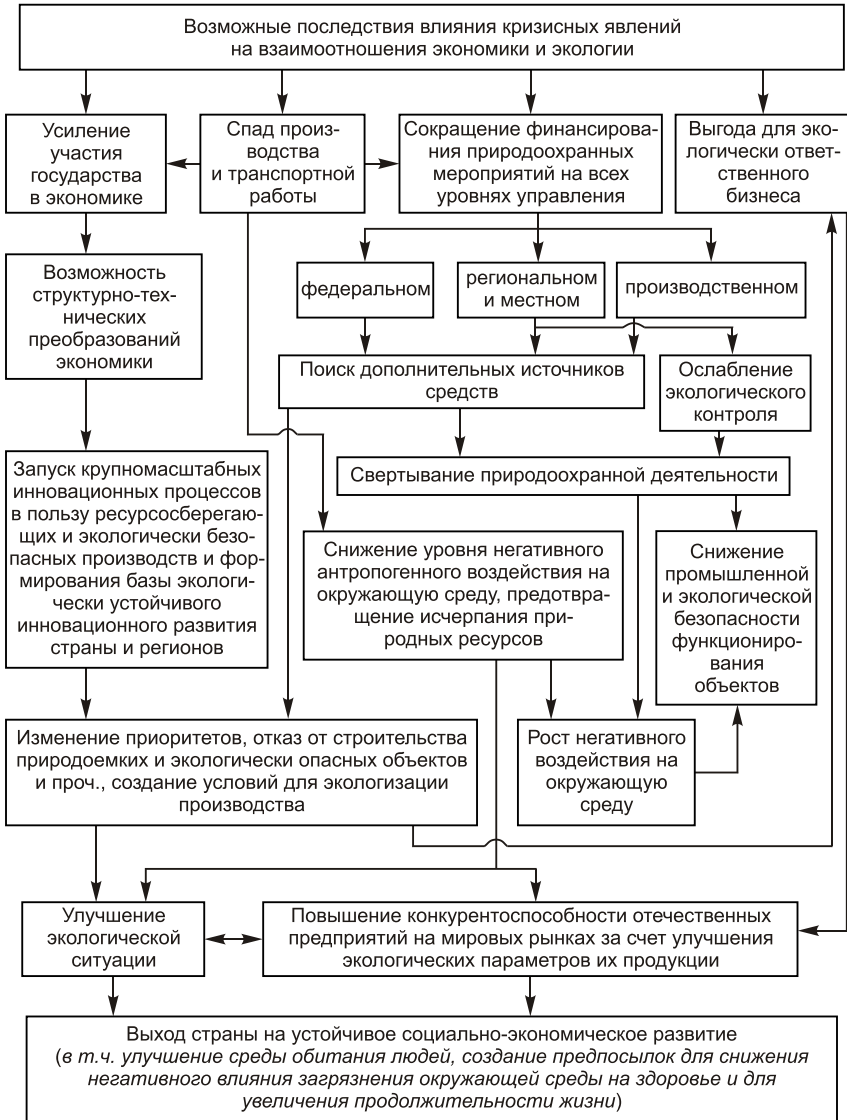 Возможные последствия влияния кризисных явлений
на взаимоотношения экономики и экологии
Усиление
участия
государства
в экономике
Спад произ-
водства
и транспортной
работы
Сокращение финансирова-
ния природоохранных
мероприятий на всех
уровнях управления
Выгода для эко-
логически ответ-
ственного
бизнеса
Возможность
структурно-тех-
нических
преобразований
экономики
федеральном
региональном
и местном
производственном
Поиск дополнительных источников
средств
Ослабление
экологического
контроля
Запуск крупномасштабных
инновационных процессов
в пользу ресурсосберегаю-
щих и экологически безо-
пасных производств и фор-
мирования базы экологи-
чески устойчивого
инновационного развития
страны и регионов
Свертывание природоохранной деятельности
Снижение уровня негативного
антропогенного воздействия на
окружающую среду, предотвра-
щение исчерпания при-
родных ресурсов
Снижение
промышленной
и экологической
безопасности
функциониро-
вания
объектов
Изменение приоритетов, отказ от строительства
природоемких и экологически опасных объектов
и проч., создание условий для экологизации
производства
Рост негативного
воздействия на
окружающую
среду
Улучшение
экологической
ситуации
Повышение конкурентоспособности отечественных
предприятий на мировых рынках за счет улучшения
экологических параметров их продукции
Выход страны на устойчивое социально-экономическое развитие
(в т.ч. улучшение среды обитания людей, создание предпосылок для снижения
негативного влияния загрязнения окружающей среды на здоровье и для
увеличения продолжительности жизни)